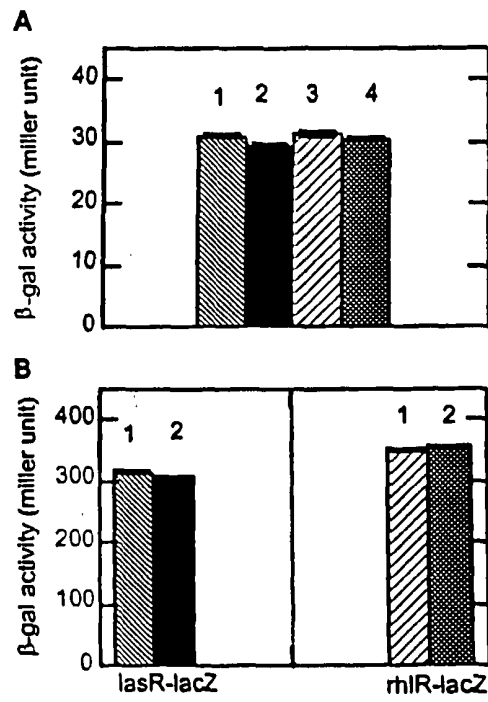 A
β-gal activity (miller unit)
40
30
20
10
0
1 2 3 4
B
β-gal activity (miller unit)
400
300
200
100
0
1 2
1 2
lasR-lacZ
rhlR-lacZ